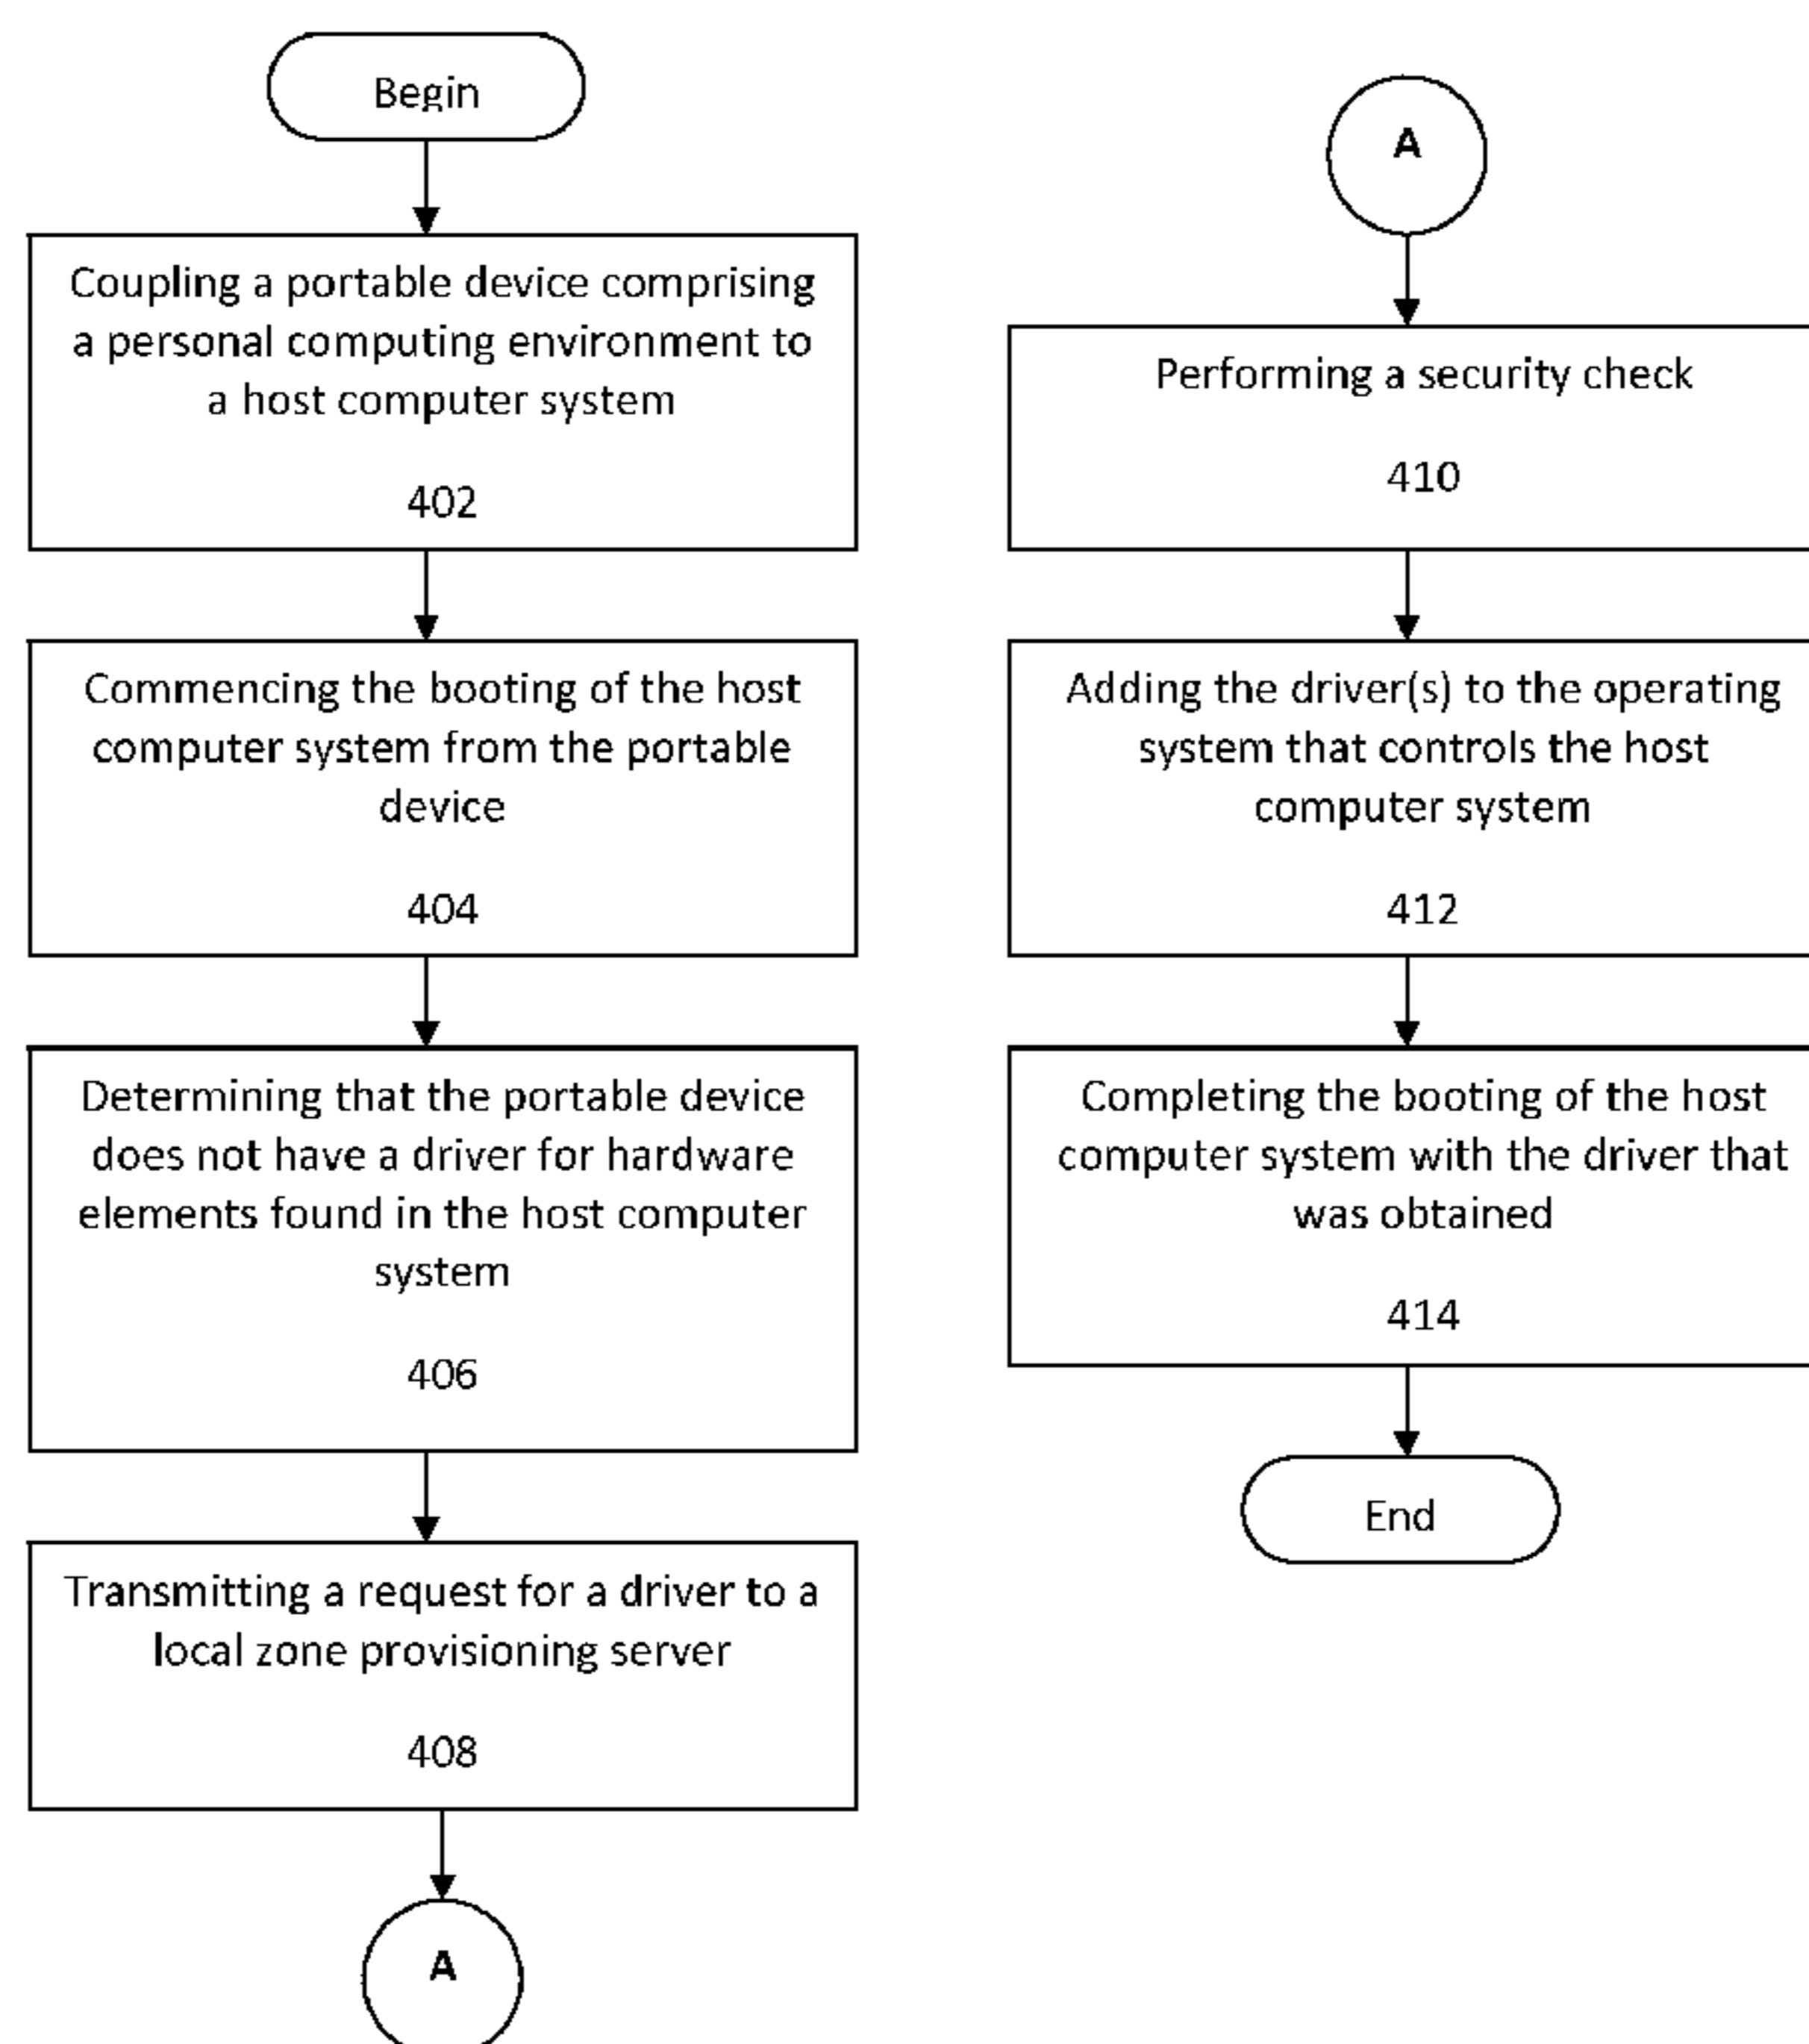 Begin
Coupling a portable device comprising
a personal computing environment to
a host computer system
402
Commencing the booting of the host
computer system from the portable
device
404
Determining that the portable device
does not have a driver for hardware
elements found in the host computer
system
406
Transmitting a request for a driver to a
local zone provisioning server
408
A
A
Performing a security check
410
Adding the driver(s) to the operating
system that controls the host
computer system
412
Completing the booting of the host
computer system with the driver that
was obtained
414
End